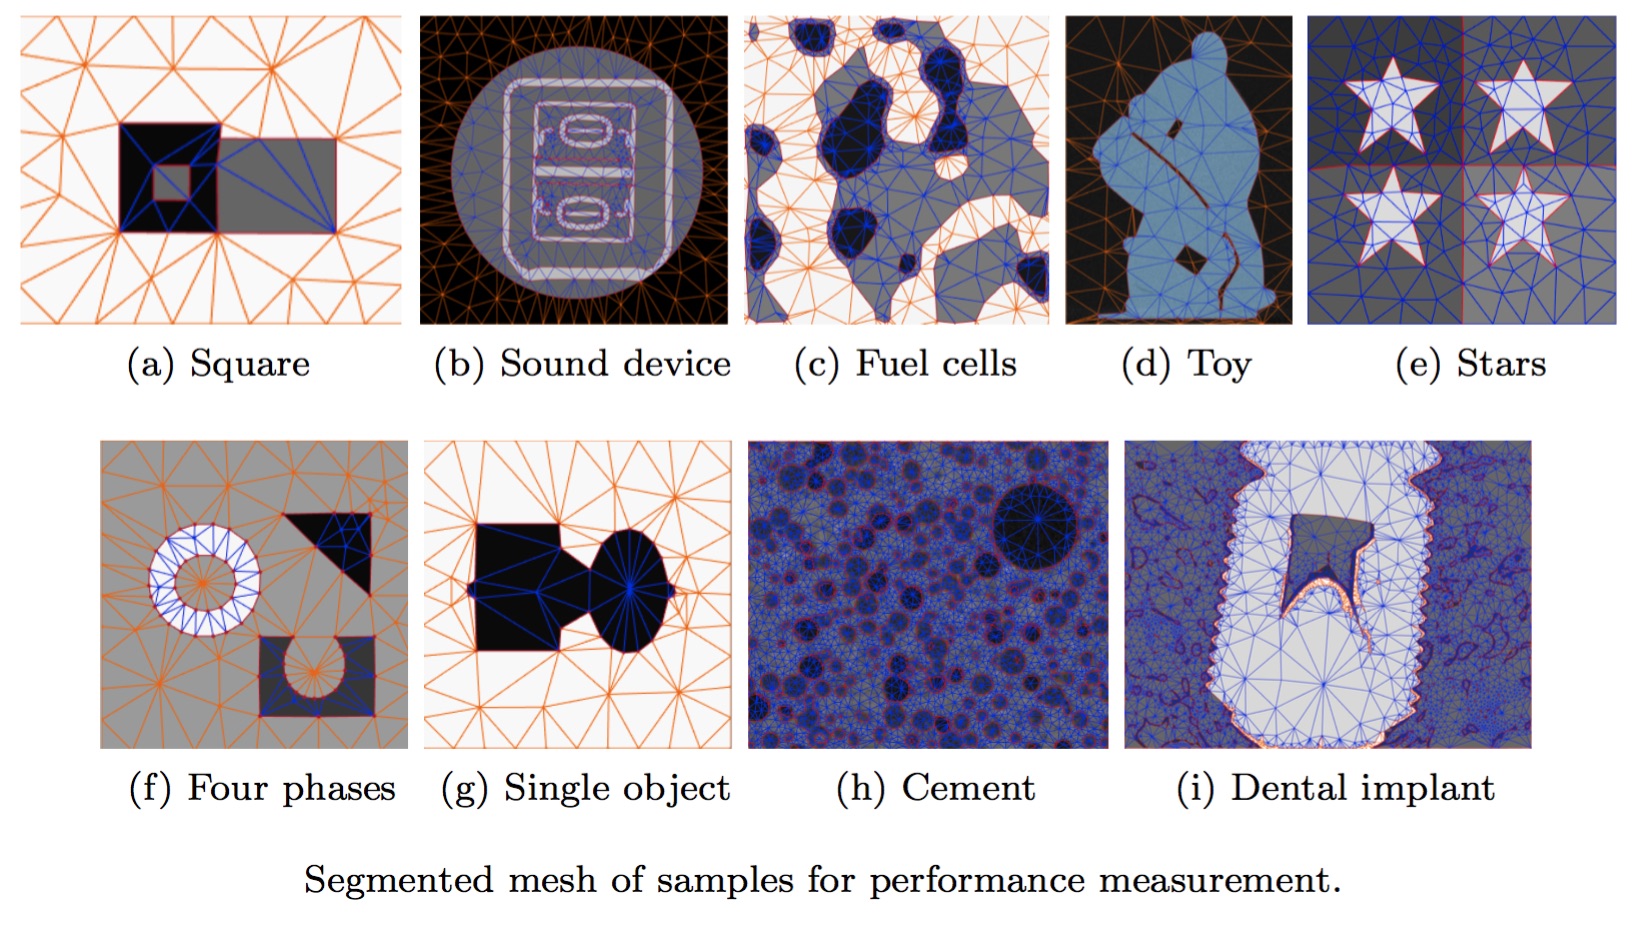 (a) Square
(b) Sound device
(c) Fuel cells
(d) Toy
(e) Stars
(f) Four phases
(g) Single object
(h) Cement
(i) Dental implant
Segmented mesh of samples for performance measurement.